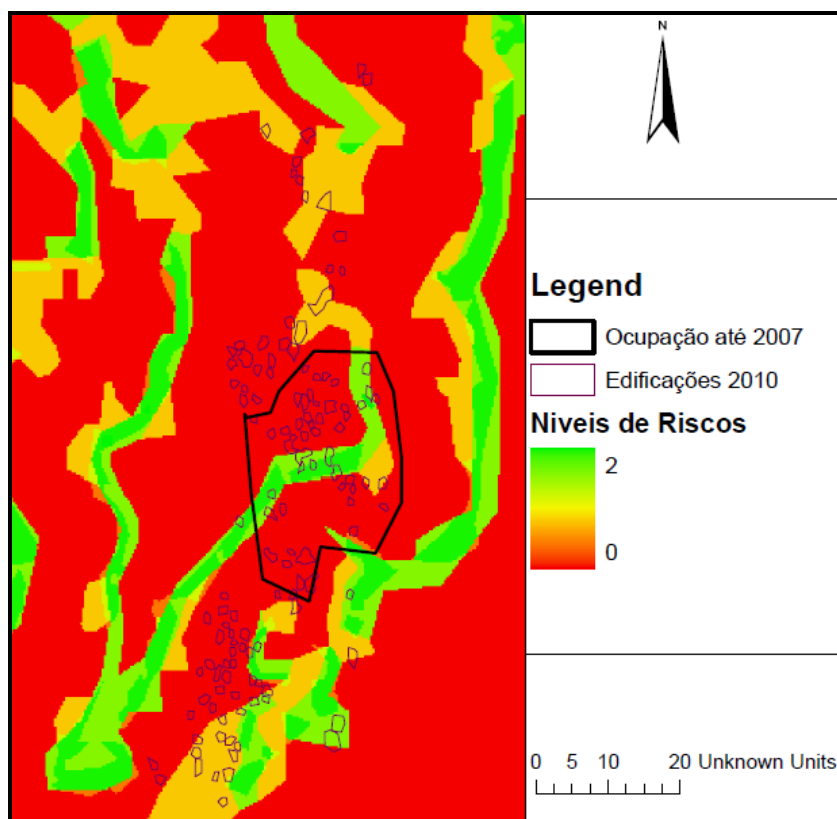 N
Legend
Ocupação até 2007
Edificações 2010
Niveis de Riscos
2
0
0 5 10 20 Unknown Units